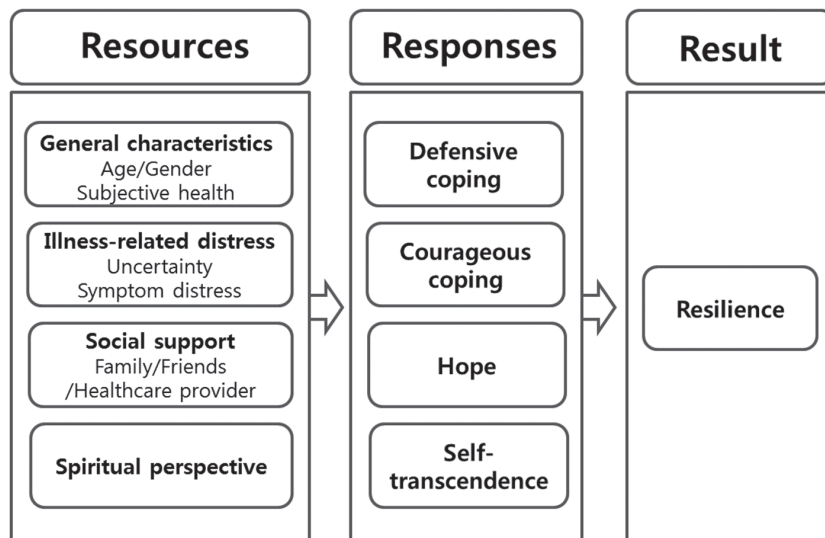 Resources
General characteristics
Age/Gender
Subjective health
Illness-related distress
Uncertainty
Symptom distress
Social support
Family/Friends
/Healthcare provider
Spiritual perspective
Responses
Defensive
coping
Courageous
coping
Hope
Self-
transcendence
Result
Resilience